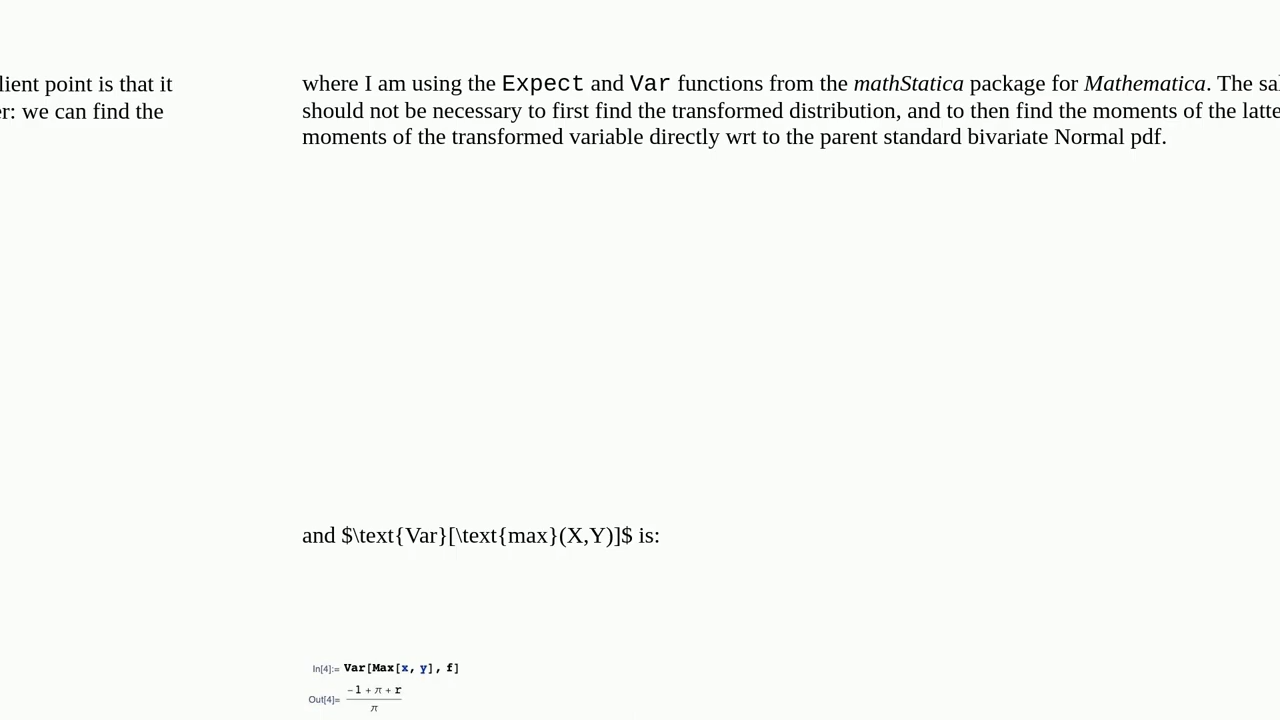 lient point is that it
er: we can find the
where I am using the Expect and Var functions from the mathStatica package for Mathematica. The sal
should not be necessary to first find the transformed distribution, and to then find the moments of the latte
moments of the transformed variable directly wrt to the parent standard bivariate Normal pdf.
and $\text{Var}[\text{max}(X,Y)]$ is:
In[4]:= Var[Max[x, y], f]
Out[4]= −1 + π + r
π